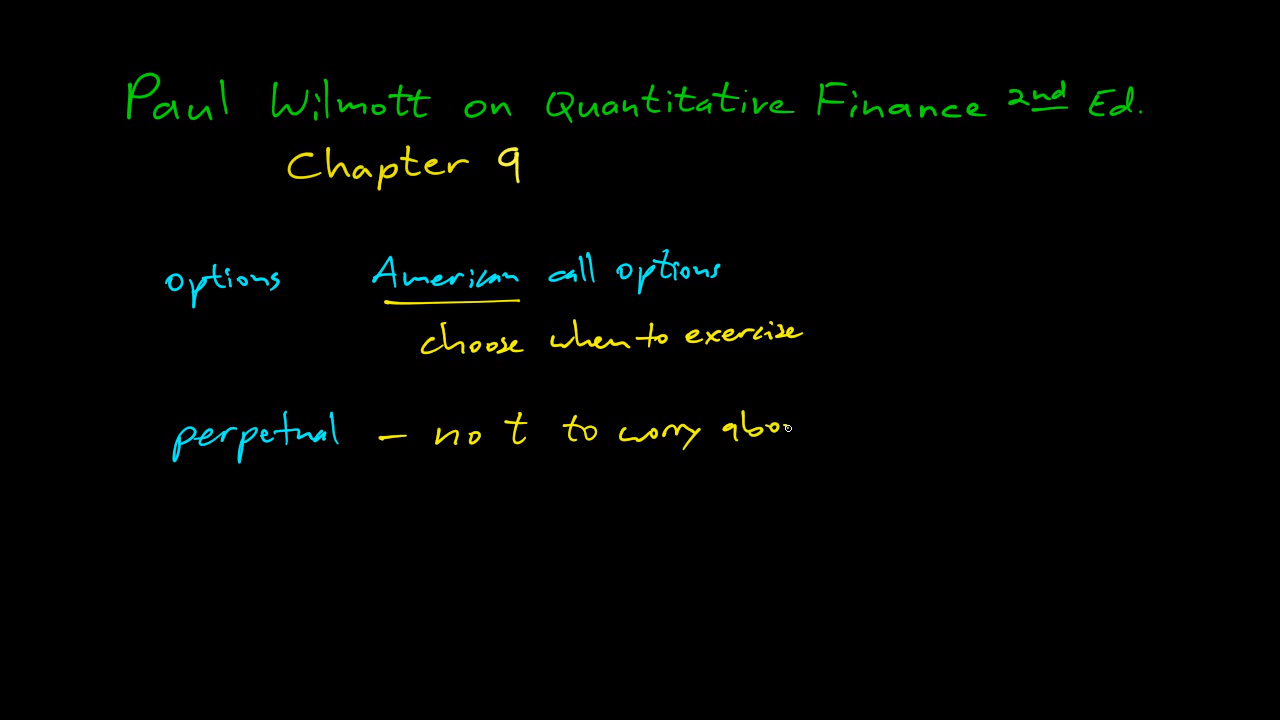 Paul Wilmott on Quantitative Finance 2nd Ed.
Chapter 9
options American call options
choose when to exercise
perpetual - no t to worry abou